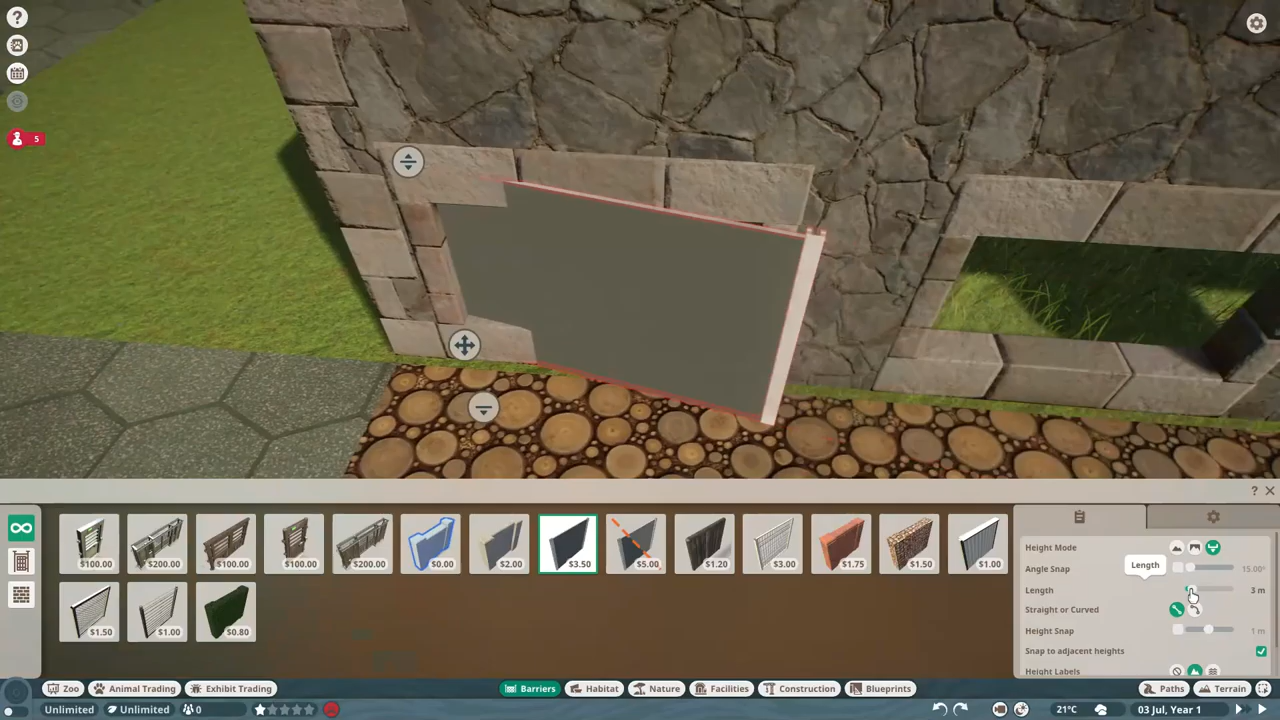 5
$100.00
$200.00
$100.00
$100.00
$200.00
$0.00
$2.00
$3.50
$5.00
$1.20
$3.00
$1.75
$1.50
$1.00
$1.50
$1.00
$0.80
Height Mode
Angle Snap
15.00°
Length
Length
3 m
Straight or Curved
Height Snap
1 m
Snap to adjacent heights
Height Labels
Zoo
Animal Trading
Exhibit Trading
Barriers
Habitat
Nature
Facilities
Construction
Blueprints
Paths
Terrain
Unlimited
Unlimited
0
21°C
03 Jul, Year 1